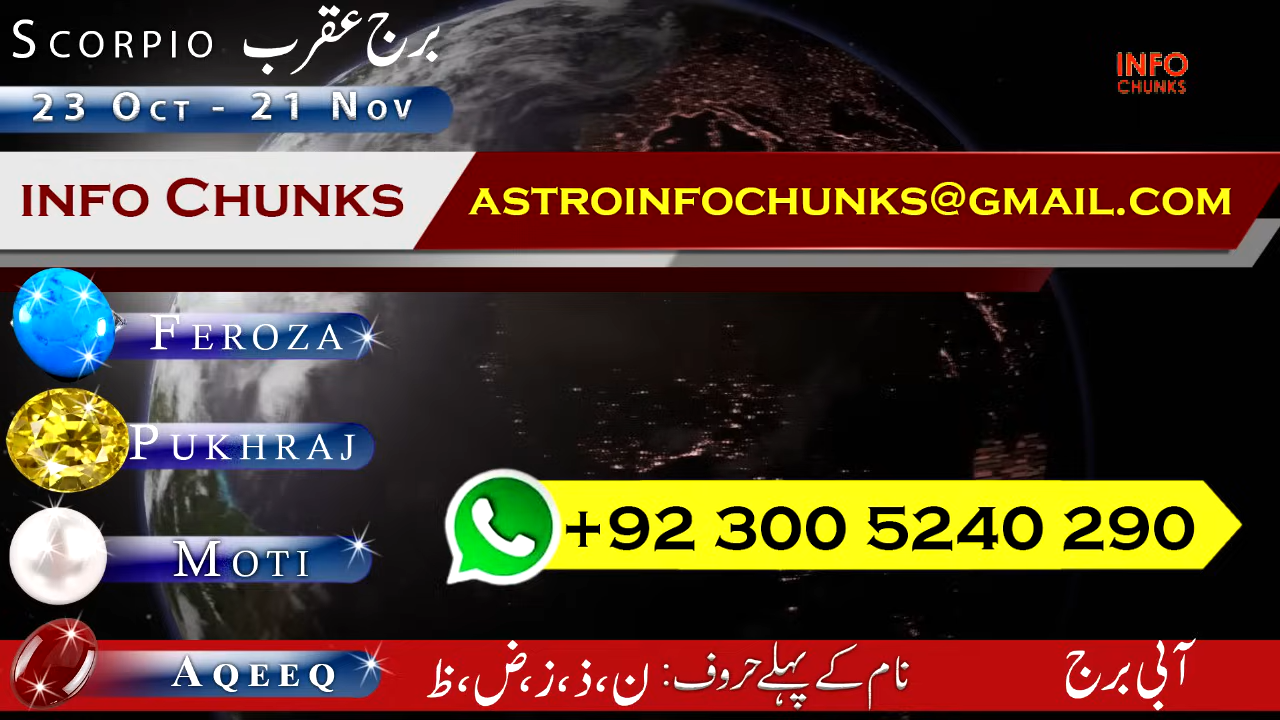 SCORPIO برج عقرب
23 OCT - 21 NOV
INFO
CHUNKS
INFO CHUNKS
ASTROINFOCHUNKS@GMAIL.COM
FEROZA
PUKHRAJ
MOTI
+92 300 5240 290
AQEEQ
آبی برج
نام کے پہلے حروف: ن، ذ، ز، ض، ظ